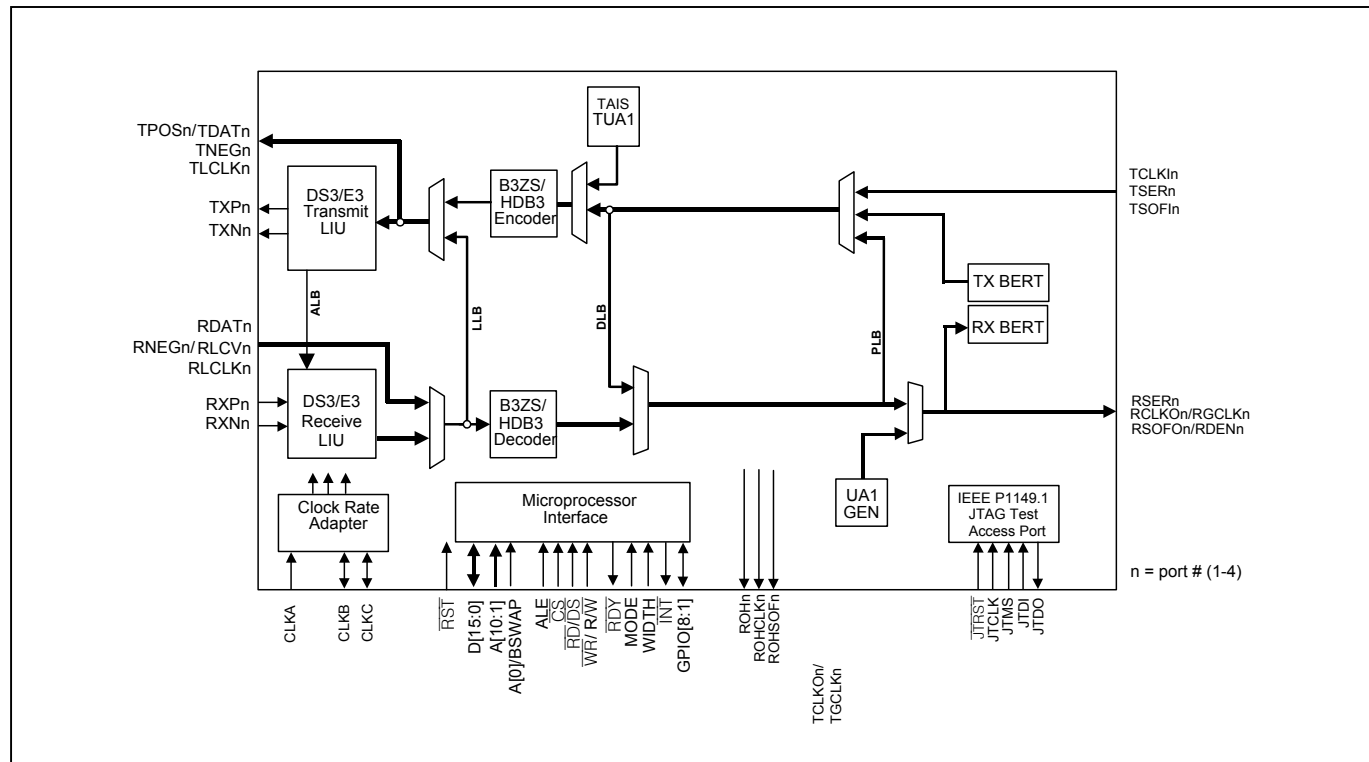 TAIS
TUA1
TPOSn/TDATn
TNEGn
TLCLKn
DS3/E3
Transmit
LIU
B3ZS/
HDB3
Encoder
TCLKIn
TSERn
TSOFIn
TXPn
TXNn
TX BERT
RX BERT
ALB
LLB
DLB
PLB
RDATn
RNEGn/ RLCVn
RLCLKn
RXPn
RXNn
DS3/E3
Receive
LIU
B3ZS/
HDB3
Decoder
RSERn
RCLKOn/RGCLKn
RSOFOn/RDENn
Clock Rate
Adapter
Microprocessor
Interface
UA1
GEN
IEEE P1149.1
JTAG Test
Access Port
n = port # (1-4)
CLKA
CLKB
CLKC
RST
D[15:0]
A[10:1]
A[0]/BSWAP
ALE
CS
RD/DS
WR/ R/W
RDY
MODE
WIDTH
INT
GPIO[8:1]
ROHn
ROHCLKn
ROHSOFn
TCLKOn/
TGCLKn
JTRST
JTCLK
JTMS
JTDI
JTDO